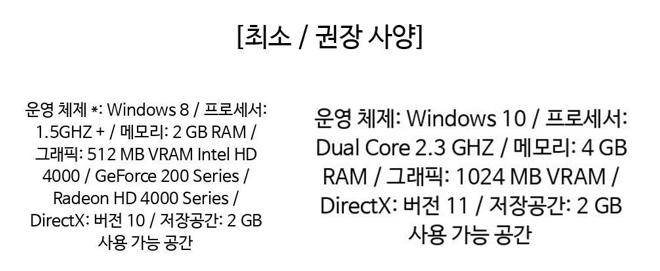 [최소 / 권장 사양]
운영 체제 *: Windows 8 / 프로세서:
1.5GHZ + / 메모리: 2 GB RAM /
그래픽: 512 MB VRAM Intel HD
4000 / GeForce 200 Series /
Radeon HD 4000 Series /
DirectX: 버전 10 / 저장공간: 2 GB
사용 가능 공간
운영 체제: Windows 10 / 프로세서:
Dual Core 2.3 GHZ / 메모리: 4 GB
RAM / 그래픽: 1024 MB VRAM /
DirectX: 버전 11 / 저장공간: 2 GB
사용 가능 공간